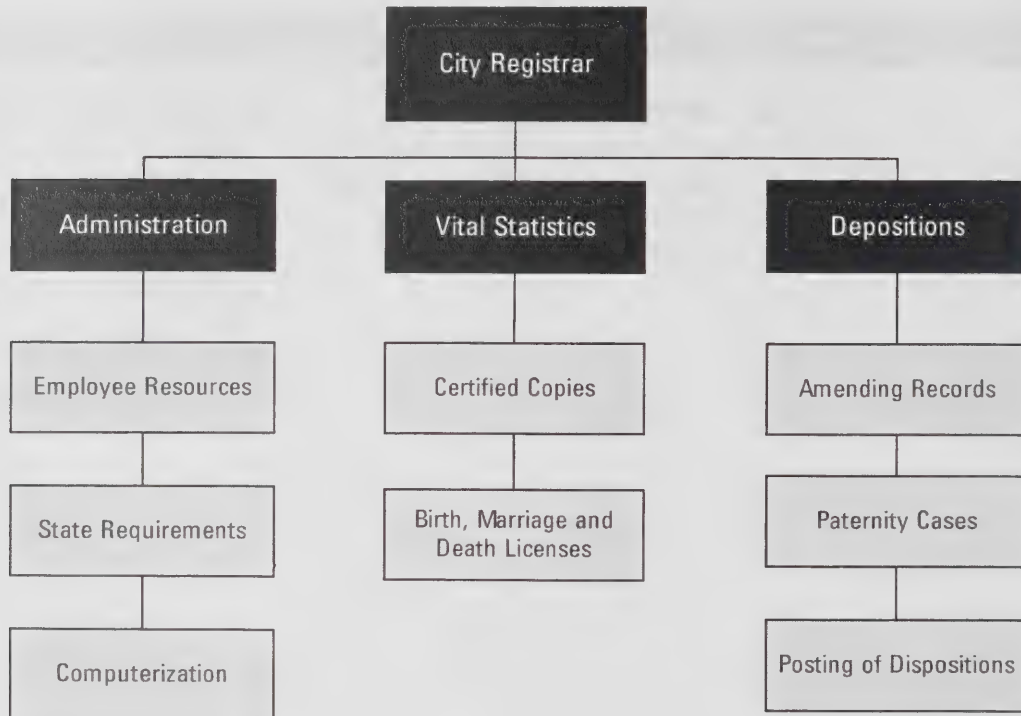 City Registrar
Administration
Vital Statistics
Depositions
Employee Resources
Certified Copies
Amending Records
State Requirements
Birth, Marriage and
Death Licenses
Paternity Cases
Computerization
Posting of Dispositions